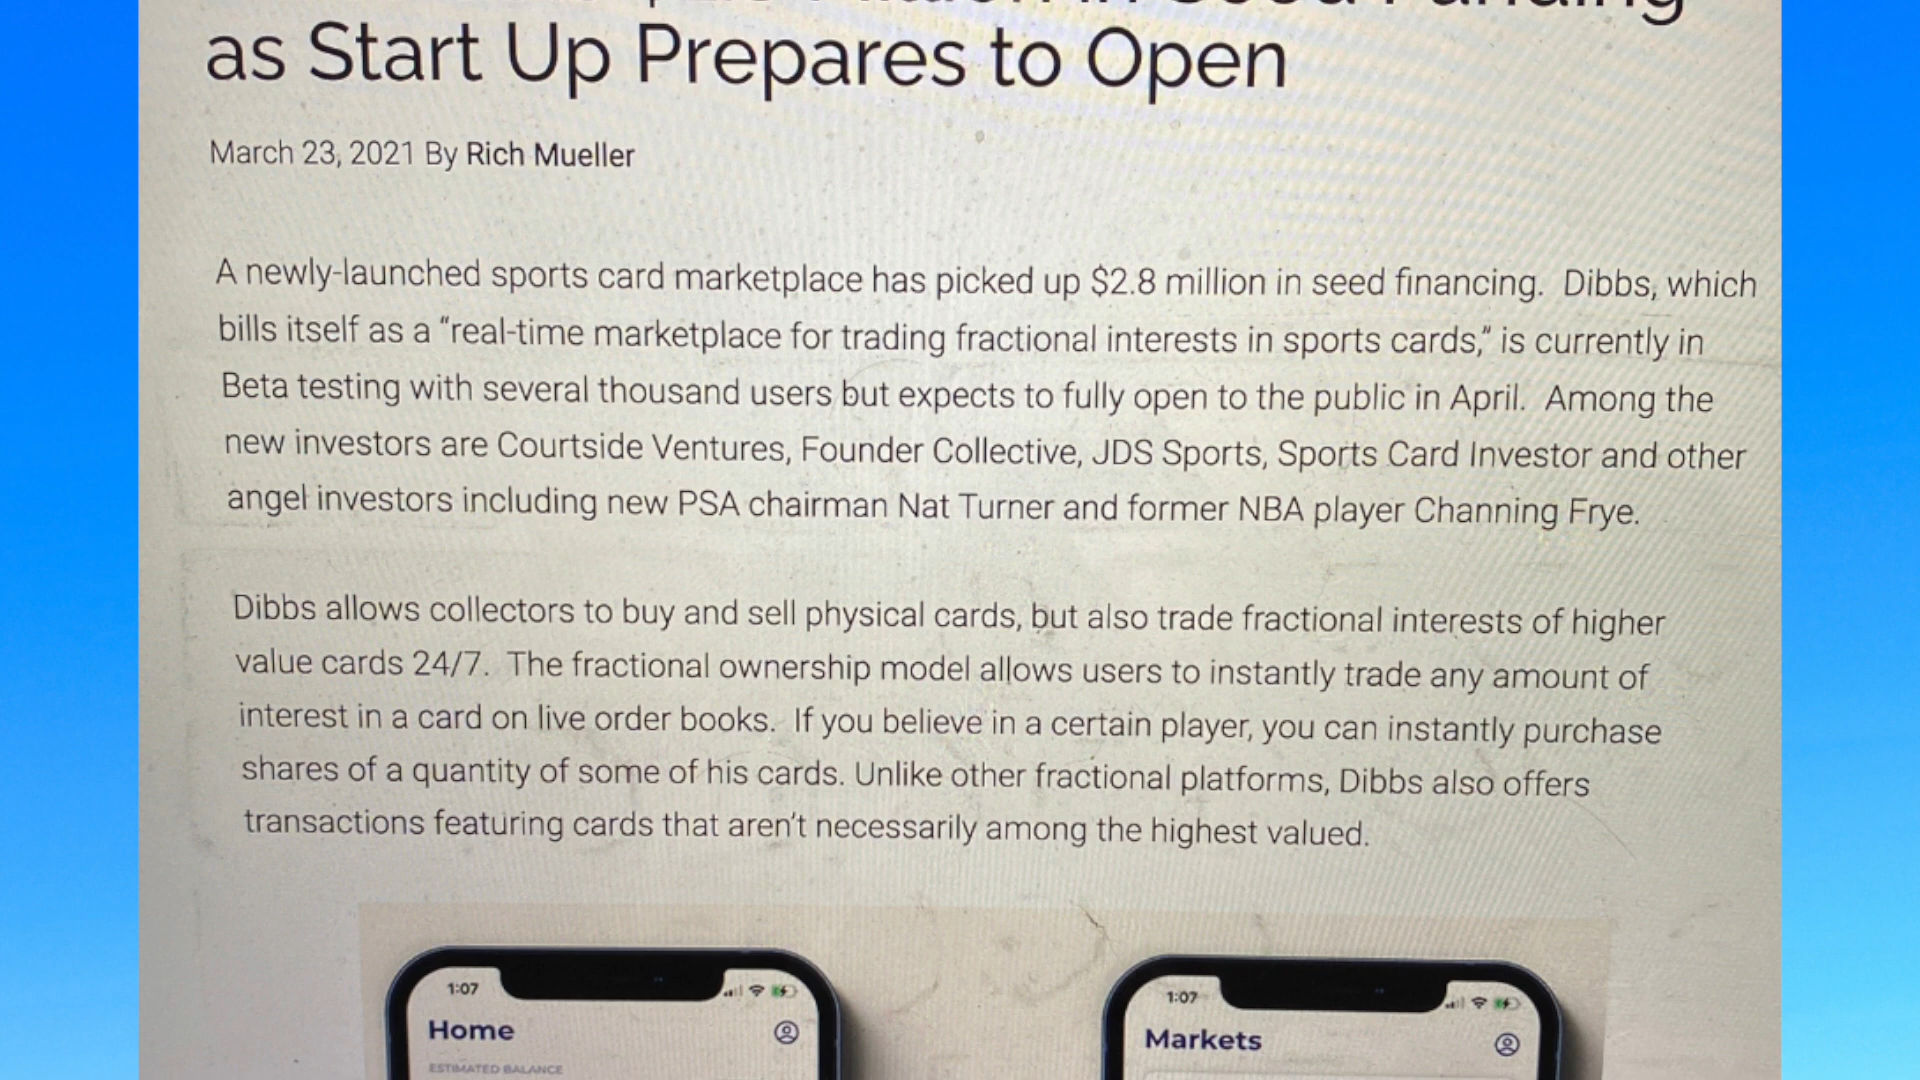 as Start Up Prepares to Open
March 23, 2021 By Rich Mueller
A newly-launched sports card marketplace has picked up $2.8 million in seed financing. Dibbs, which
bills itself as a “real-time marketplace for trading fractional interests in sports cards,” is currently in
Beta testing with several thousand users but expects to fully open to the public in April. Among the
new investors are Courtside Ventures, Founder Collective, JDS Sports, Sports Card Investor and other
angel investors including new PSA chairman Nat Turner and former NBA player Channing Frye.
Dibbs allows collectors to buy and sell physical cards, but also trade fractional interests of higher
value cards 24/7. The fractional ownership model allows users to instantly trade any amount of
interest in a card on live order books. If you believe in a certain player, you can instantly purchase
shares of a quantity of some of his cards. Unlike other fractional platforms, Dibbs also offers
transactions featuring cards that aren't necessarily among the highest valued.
1:07
Home
ESTIMATED BALANCE
1:07
Markets